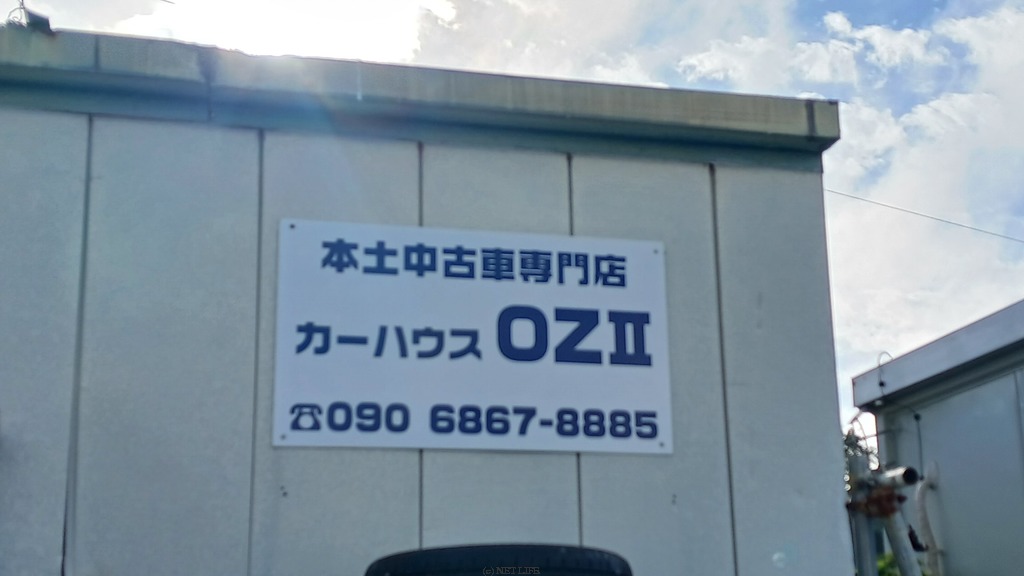 本土中古車専門店
カーハウス OZⅡ
☎090 6867-8885
(c) NET LIFE